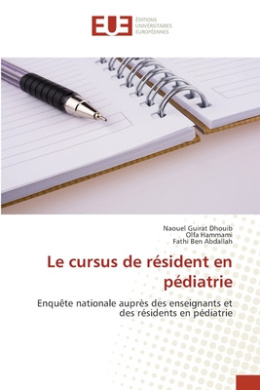 EUE
ÉDITIONS
UNIVERSITAIRES
EUROPÉENNES
Naouel Guirat Dhouib
Olfa Hammami
Fathi Ben Abdallah
Le cursus de résident en
pédiatrie
Enquête nationale auprès des enseignants et
des résidents en pédiatrie